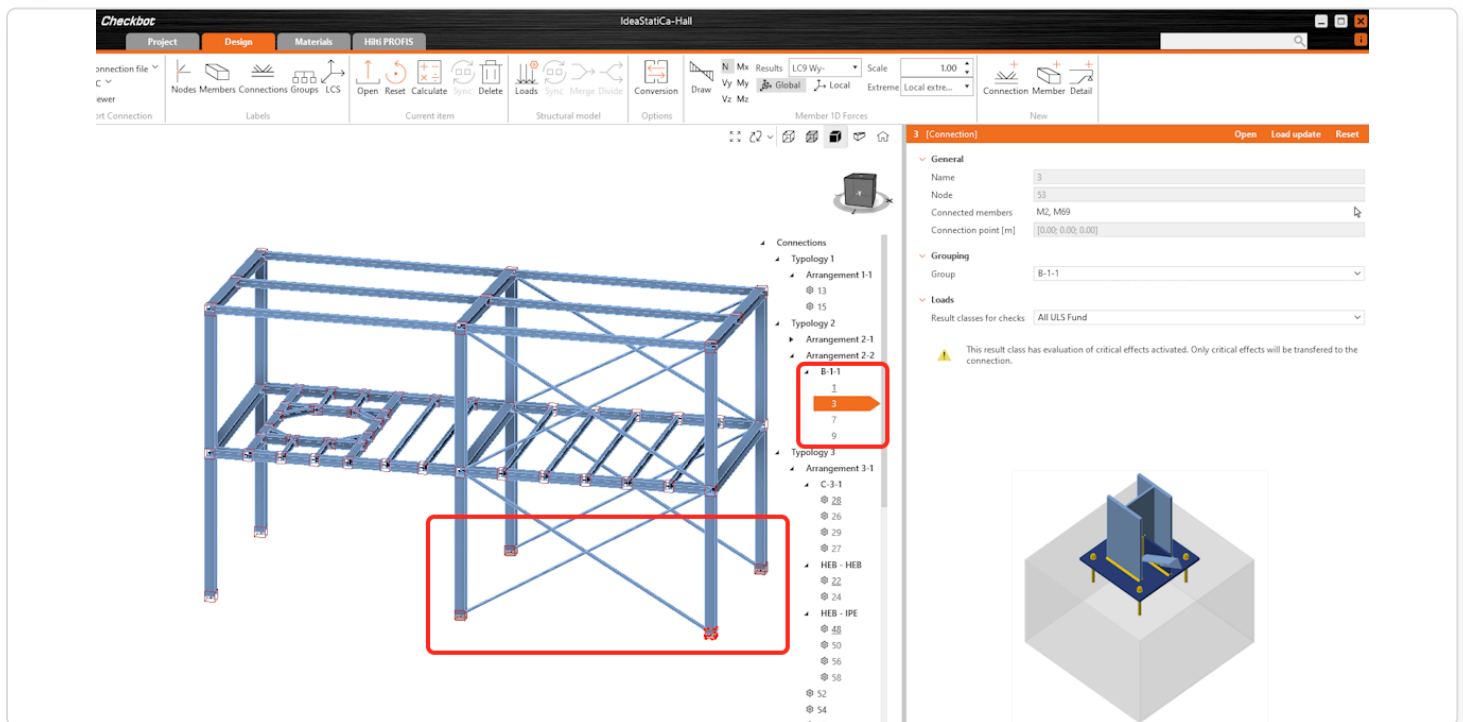 Checkbot
IdeaStatiCa-Hall
Project Design Materials Hilti PROFIS
onnection file
C
ewer
ort Connection
Nodes Members Connections Groups LCS
Labels
Open Reset Calculate Sync Delete
Current item
Loads Sync Merge Divide
Structural model
Conversion
Options
Draw
N Mx
Vy My
Vz Mz
Results LC9 Wy-
Global Local
Scale 1.00
Extreme Local extre...
Member 1D Forces
Connection Member Detail
New
Connections
Typology 1
Arrangement 1-1
13
15
Typology 2
Arrangement 2-1
Arrangement 2-2
B-1-1
1
3
7
9
Typology 3
Arrangement 3-1
C-3-1
28
26
29
27
HEB - HEB
22
24
HEB - IPE
48
50
56
58
52
54
3 [Connection] Open Load update Reset
General
Name 3
Node 53
Connected members M2, M69
Connection point [m] [0.00; 0.00; 0.00]
Grouping
Group B-1-1
Loads
Result classes for checks All ULS Fund
This result class has evaluation of critical effects activated. Only critical effects will be transfered to the
connection.